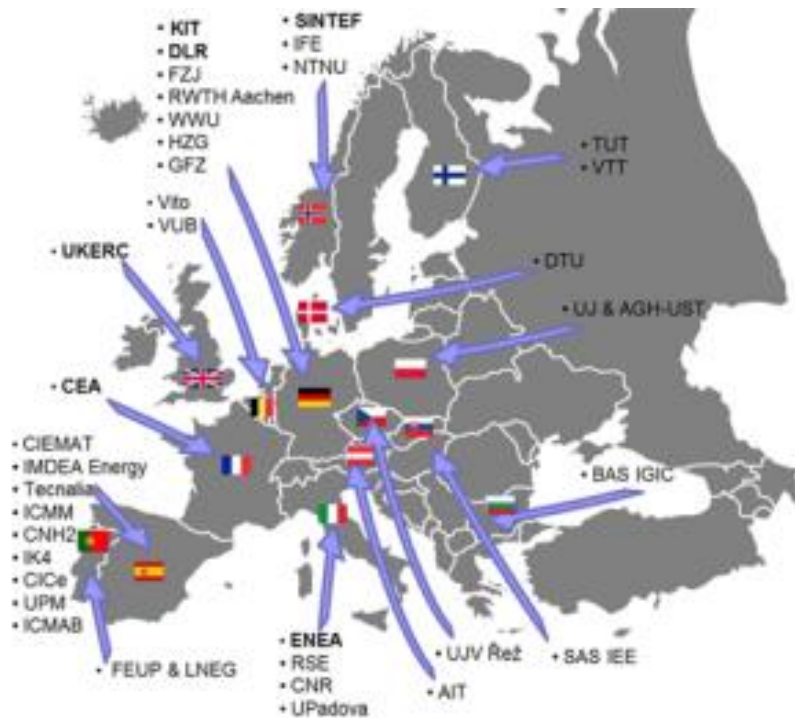 • KIT
• DLR
• FZJ
• RWTH Aachen
• WWU
• HZG
• GFZ
• SINTEF
• IFE
• NTNU
• TUT
• VTT
• Vito
• VUB
• UKERC
• DTU
• UJ & AGH-UST
• CEA
• CIEMAT
• IMDEA Energy
• Tecnalia
• ICMM
• CNH2
• IK4
• CICe
• UPM
• ICMAB
• BAS IGIC
• FEUP & LNEG
• ENEA
• RSE
• CNR
• UPadova
• UJV Řež
• AIT
• SAS IEE